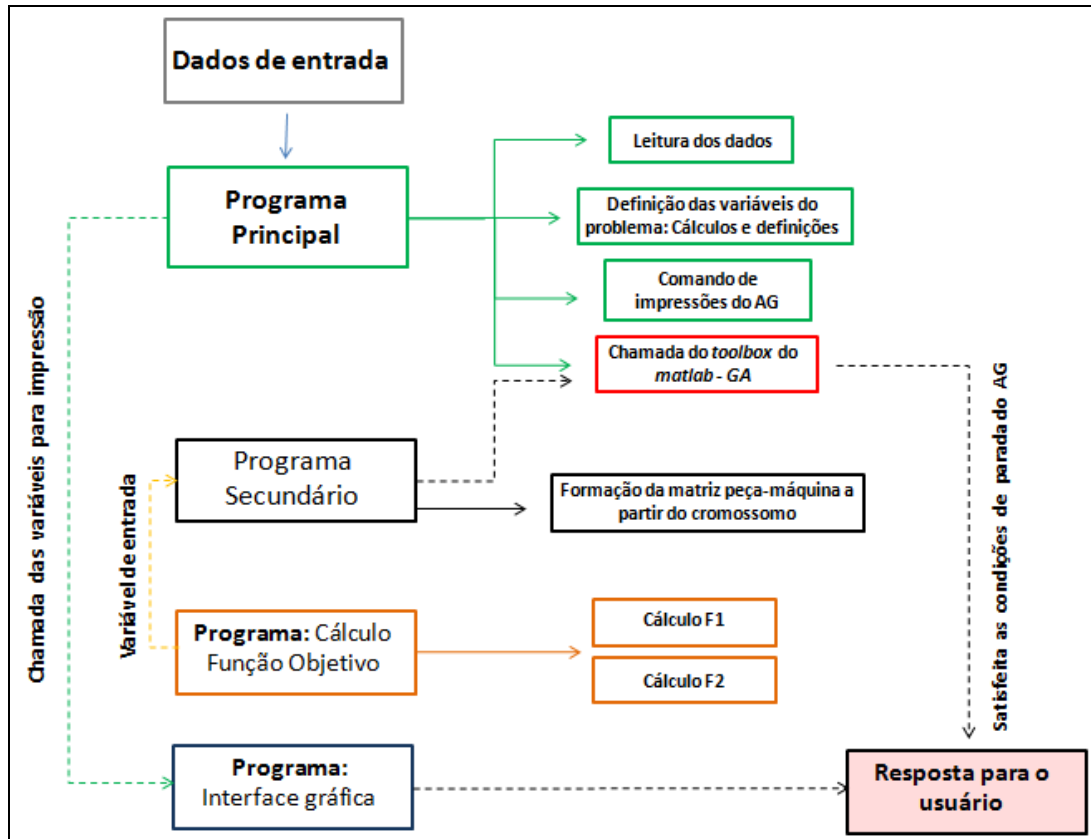 Dados de entrada
Programa
Principal
Leitura dos dados
Definição das variáveis do
problema: Cálculos e definições
Comando de
impressões do AG
Chamada do toolbox do
matlab - GA
Chamada das variáveis para impressão
Variável de entrada
Programa
Secundário
Formação da matriz peça-máquina a
partir do cromossomo
Programa: Cálculo
Função Objetivo
Cálculo F1
Cálculo F2
Satisfeita as condições de parada do AG
Programa:
Interface gráfica
Resposta para o
usuário